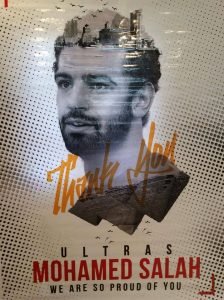 Thank You
ULTRAS
MOHAMED SALAH
WE ARE SO PROUD OF YOU